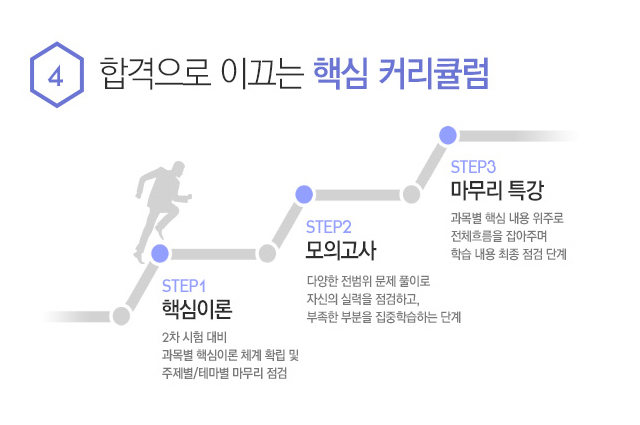 4
합격으로 이끄는 핵심 커리큘럼
STEP1
핵심이론
2차 시험 대비
과목별 핵심이론 체계 확립 및
주제별/테마별 마무리 점검
STEP2
모의고사
다양한 전범위 문제 풀이로
자신의 실력을 점검하고,
부족한 부분을 집중학습하는 단계
STEP3
마무리 특강
과목별 핵심 내용 위주로
전체흐름을 잡아주며
학습 내용 최종 점검 단계